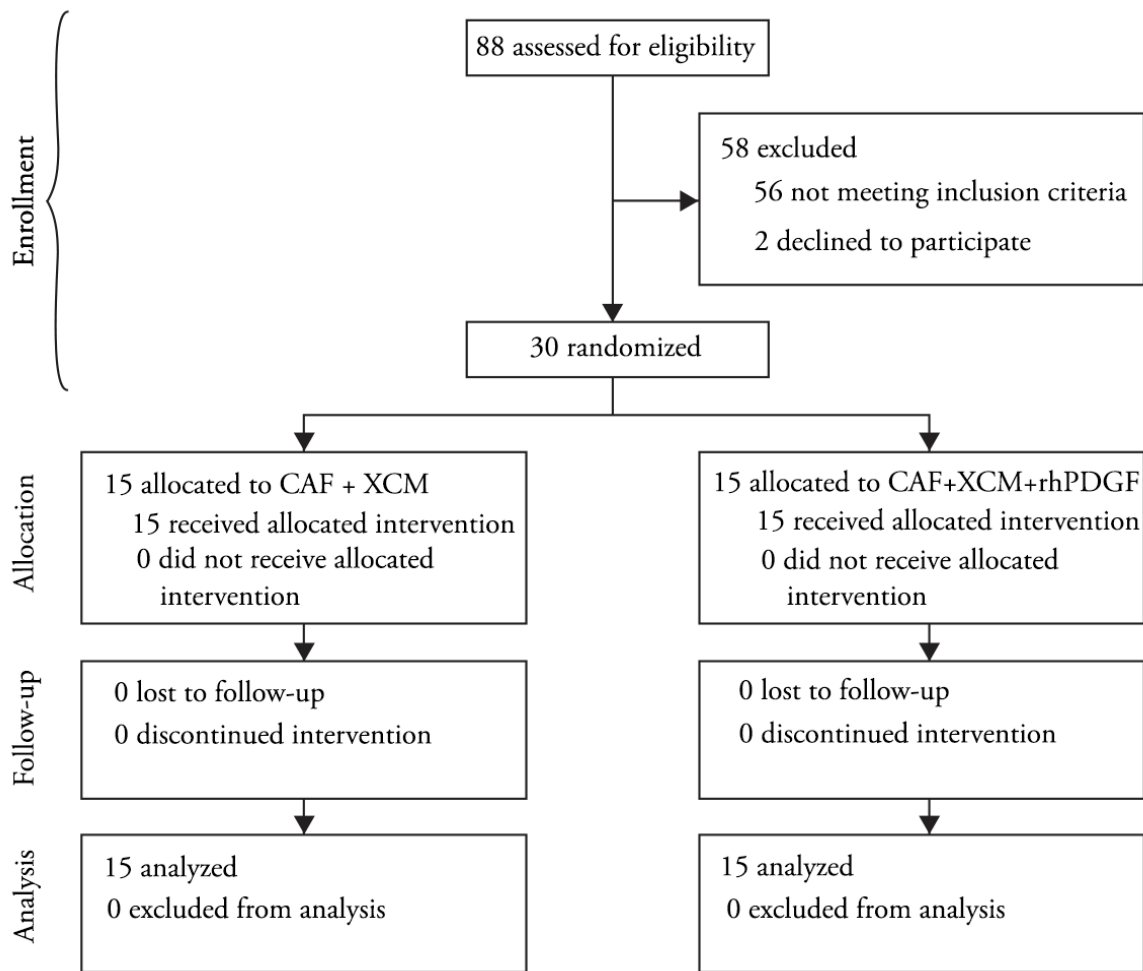 88 assessed for eligibility
58 excluded
56 not meeting inclusion criteria
2 declined to participate
Enrollment
30 randomized
Allocation
15 allocated to CAF + XCM
15 received allocated intervention
0 did not receive allocated
intervention
15 allocated to CAF+XCM+rhPDGF
15 received allocated intervention
0 did not receive allocated
intervention
Follow-up
0 lost to follow-up
0 discontinued intervention
0 lost to follow-up
0 discontinued intervention
Analysis
15 analyzed
0 excluded from analysis
15 analyzed
0 excluded from analysis